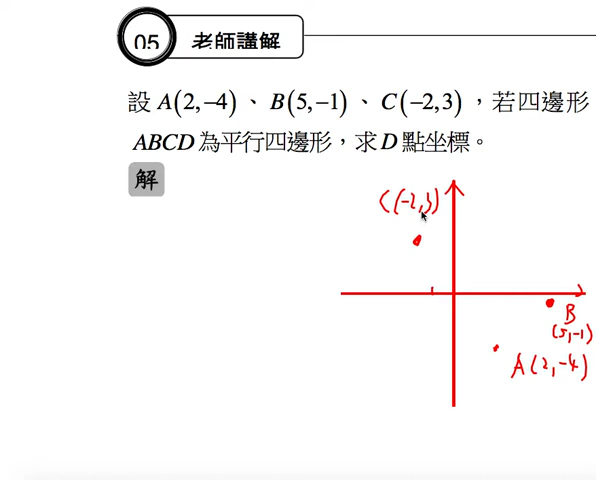 05 老師講解
設 A(2,−4)、B(5,−1)、C(−2,3)，若四邊形
ABCD 為平行四邊形，求 D 點坐標。
解
C(-2,3)
B
(5,-1)
A(2,-4)